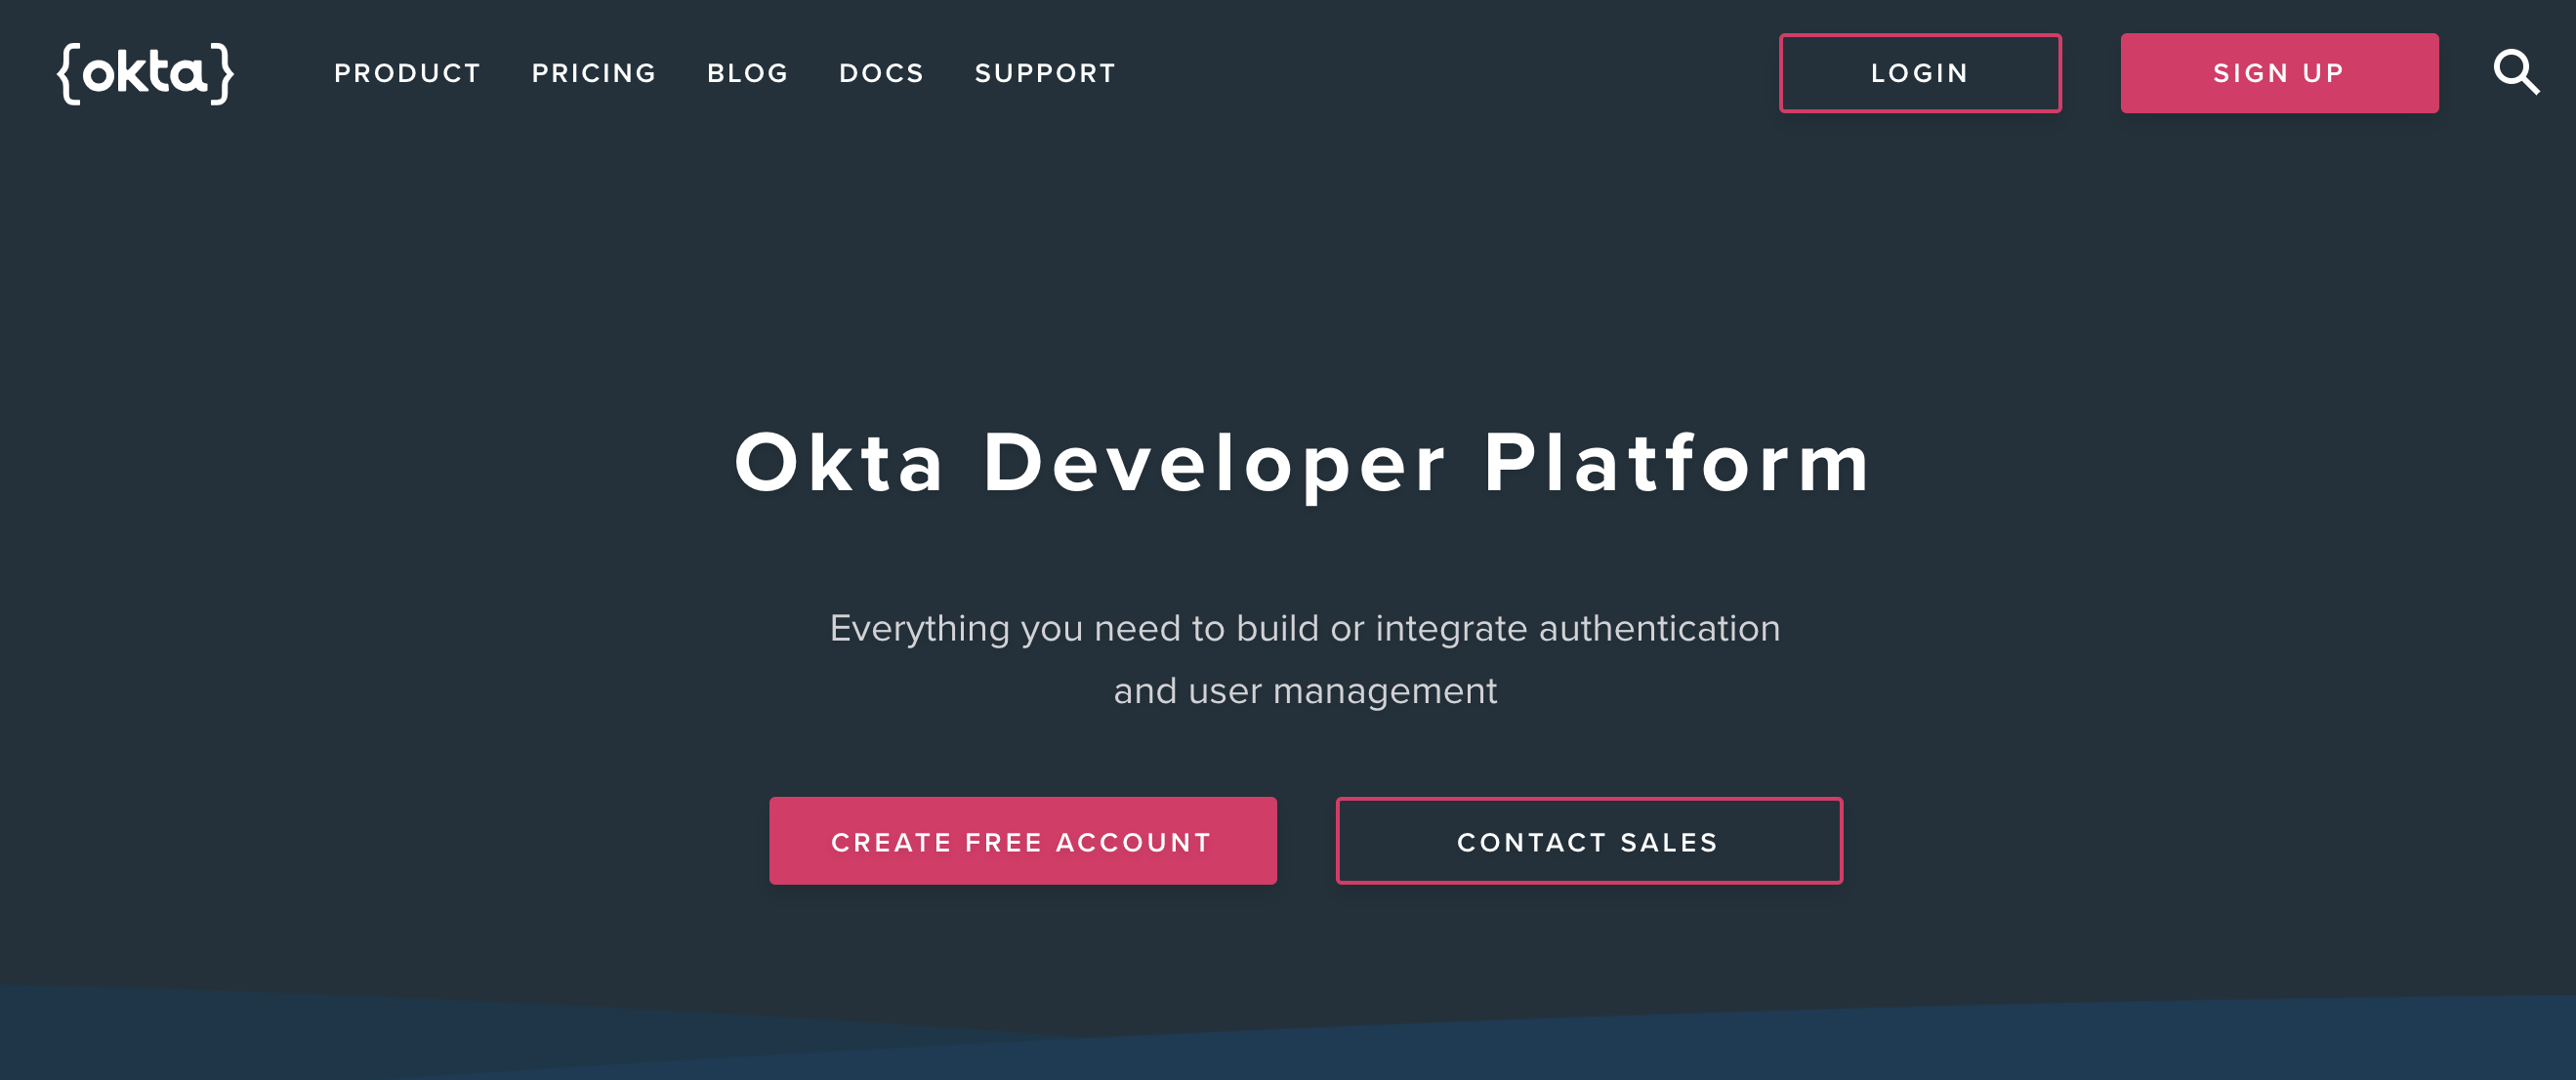 {okta}
PRODUCT PRICING BLOG DOCS SUPPORT LOGIN SIGN UP
Okta Developer Platform
Everything you need to build or integrate authentication
and user management
CREATE FREE ACCOUNT CONTACT SALES